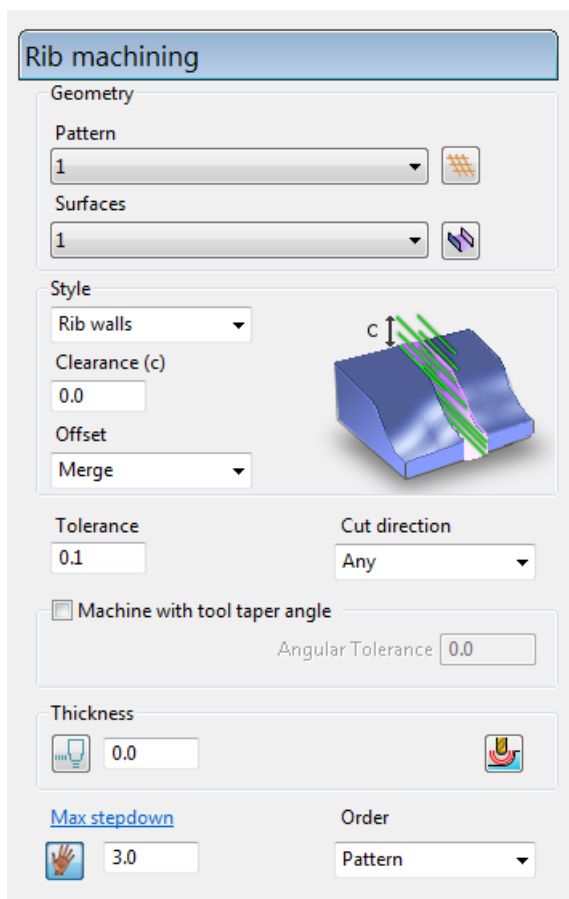 Rib machining
Geometry
Pattern
1
Surfaces
1
Style
Rib walls
Clearance (c)
0.0
Offset
Merge
C
Tolerance
0.1
Cut direction
Any
Machine with tool taper angle
Angular Tolerance 0.0
Thickness
0.0
Max stepdown
3.0
Order
Pattern